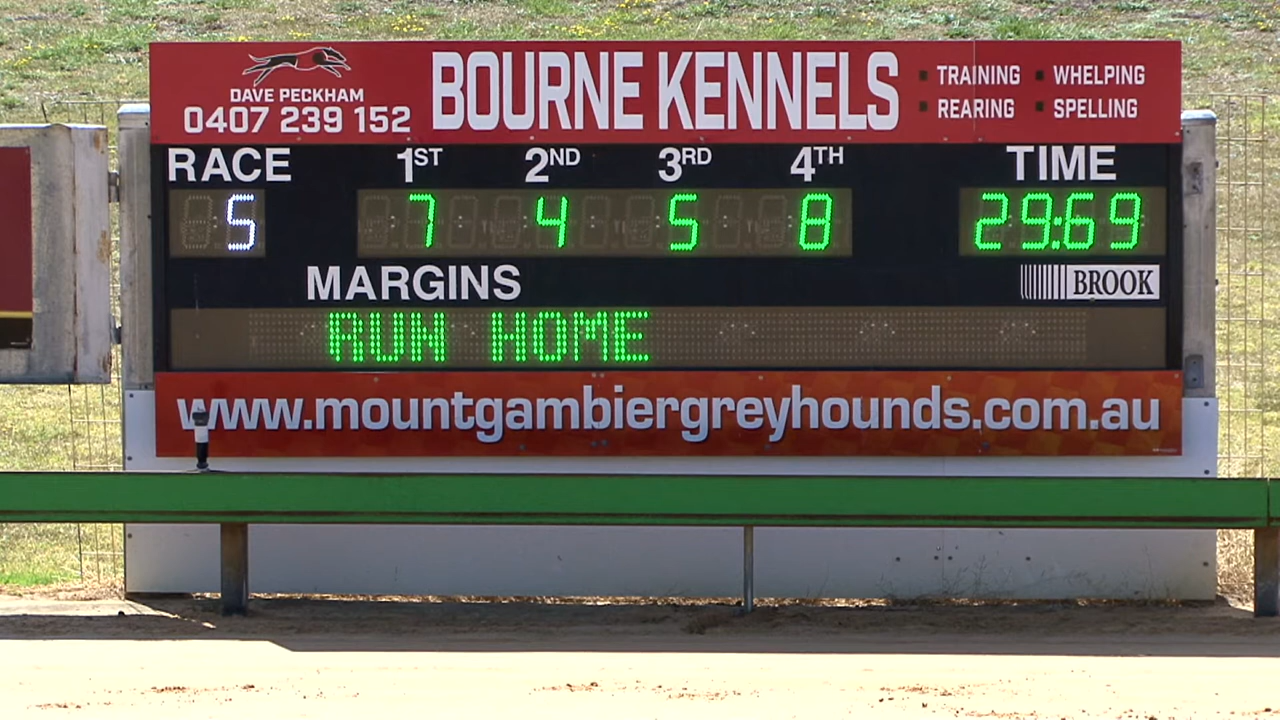 BOURNE KENNELS
DAVE PECKHAM
0407 239 152
TRAINING
WHELPING
REARING
SPELLING
RACE 1ST 2ND 3RD 4TH TIME
5 7 4 5 8 29:69
MARGINS
BROOK
RUN HOME
www.mountgambiergreyhounds.com.au